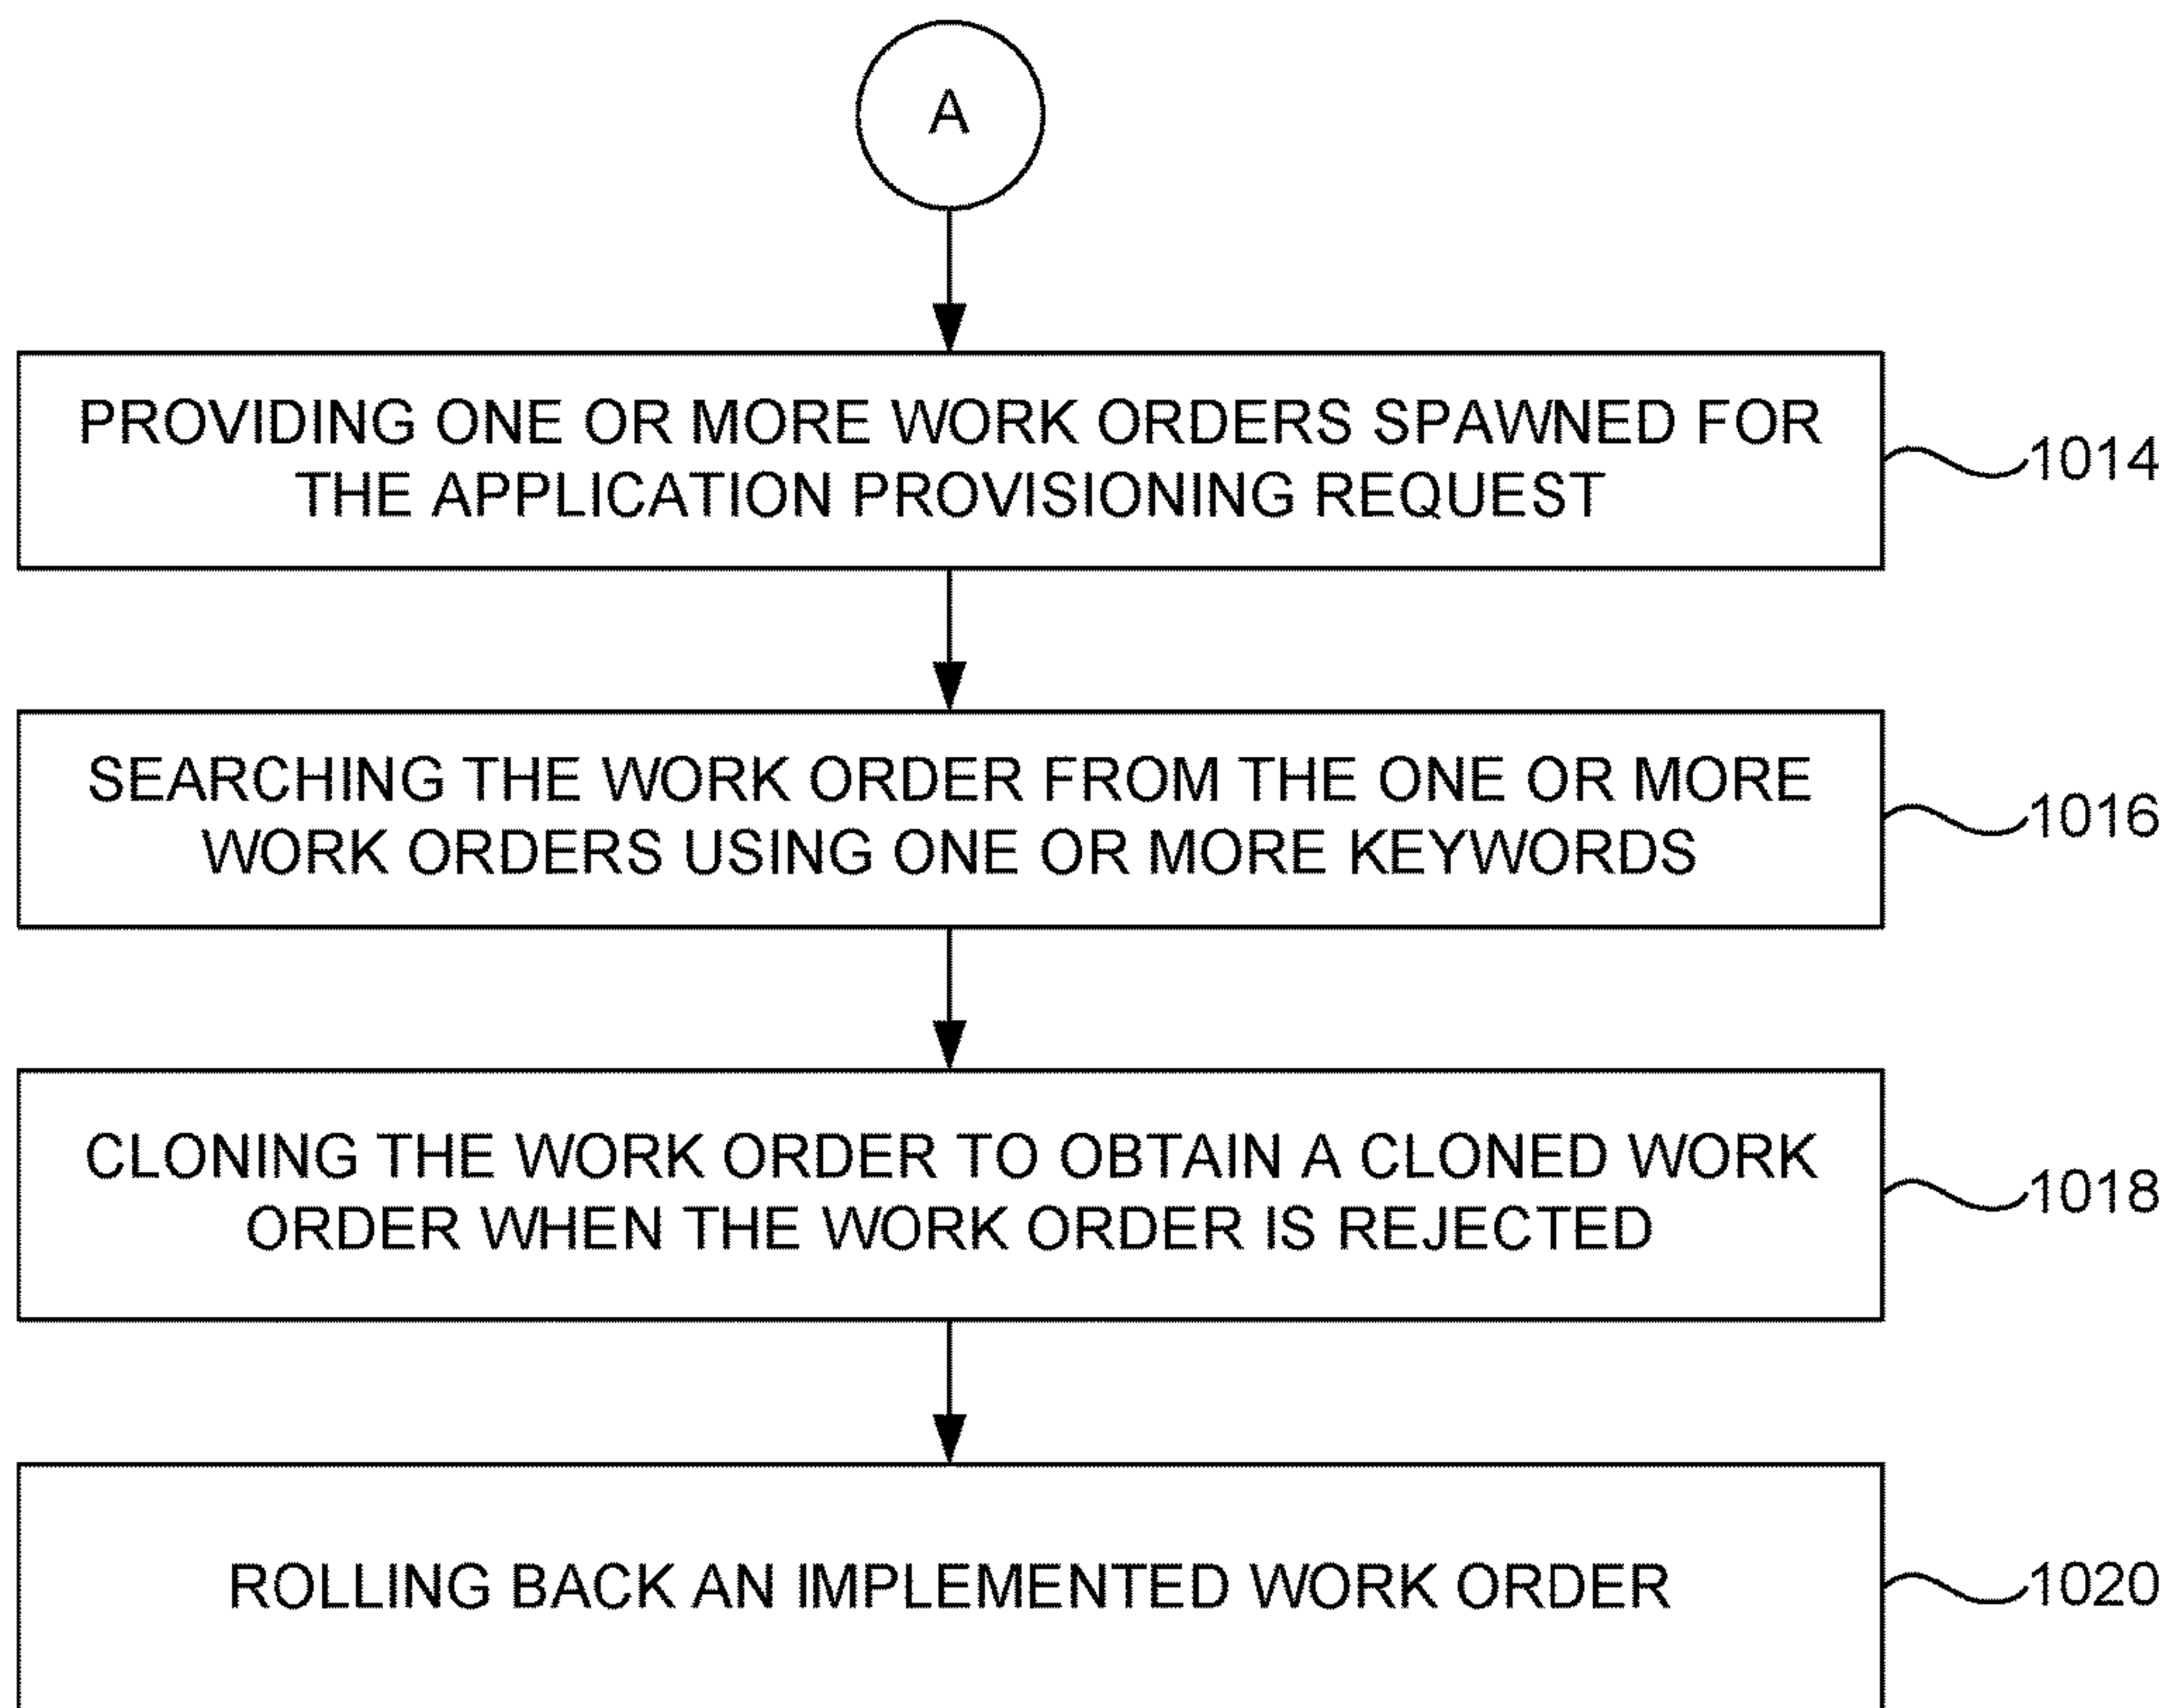 A
PROVIDING ONE OR MORE WORK ORDERS SPAWNED FOR
THE APPLICATION PROVISIONING REQUEST
1014
SEARCHING THE WORK ORDER FROM THE ONE OR MORE
WORK ORDERS USING ONE OR MORE KEYWORDS
1016
CLONING THE WORK ORDER TO OBTAIN A CLONED WORK
ORDER WHEN THE WORK ORDER IS REJECTED
1018
ROLLING BACK AN IMPLEMENTED WORK ORDER
1020